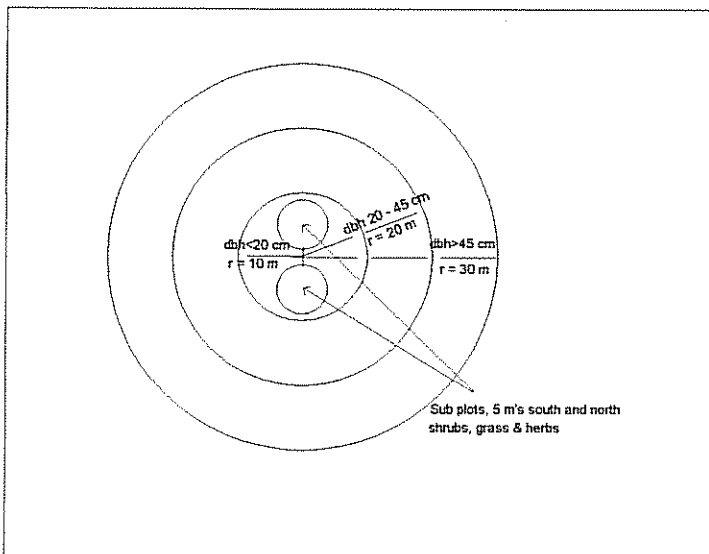 dbh 20 - 45 cm
r = 20 m
dbh<20 cm
r = 10 m
dbh>45 cm
r = 30 m
Sub plots, 5 m's south and north
shrubs, grass & herbs